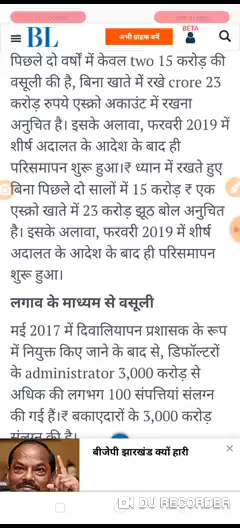 BL
अभी ग्राहक बनें
BETA
पिछले दो वर्षों में केवल two 15 करोड़ की
वसूली की है, बिना खाते में रखे crore 23
करोड़ रुपये एस्क्रो अकाउंट में रखना
अनुचित है। इसके अलावा, फरवरी 2019 में
शीर्ष अदालत के आदेश के बाद ही
परिसमापन शुरू हुआ।₹ ध्यान में रखते हुए
बिना पिछले दो सालों में 15 करोड़ ₹ एक
एस्क्रो खाते में 23 करोड़ झूठ बोल अनुचित
है। इसके अलावा, फरवरी 2019 में शीर्ष
अदालत के आदेश के बाद ही परिसमापन
शुरू हुआ।
लगाव के माध्यम से वसूली
मई 2017 में दिवालियापन प्रशासक के रूप
में नियुक्त किए जाने के बाद से, डिफॉल्टरों
के administrator 3,000 करोड़ से
अधिक की लगभग 100 संपत्तियां संलग्न
की गई हैं।₹ बकाएदारों के 3,000 करोड़
संलग्न की है।
बीजेपी झारखंड क्यों हारी
DU RECORDER